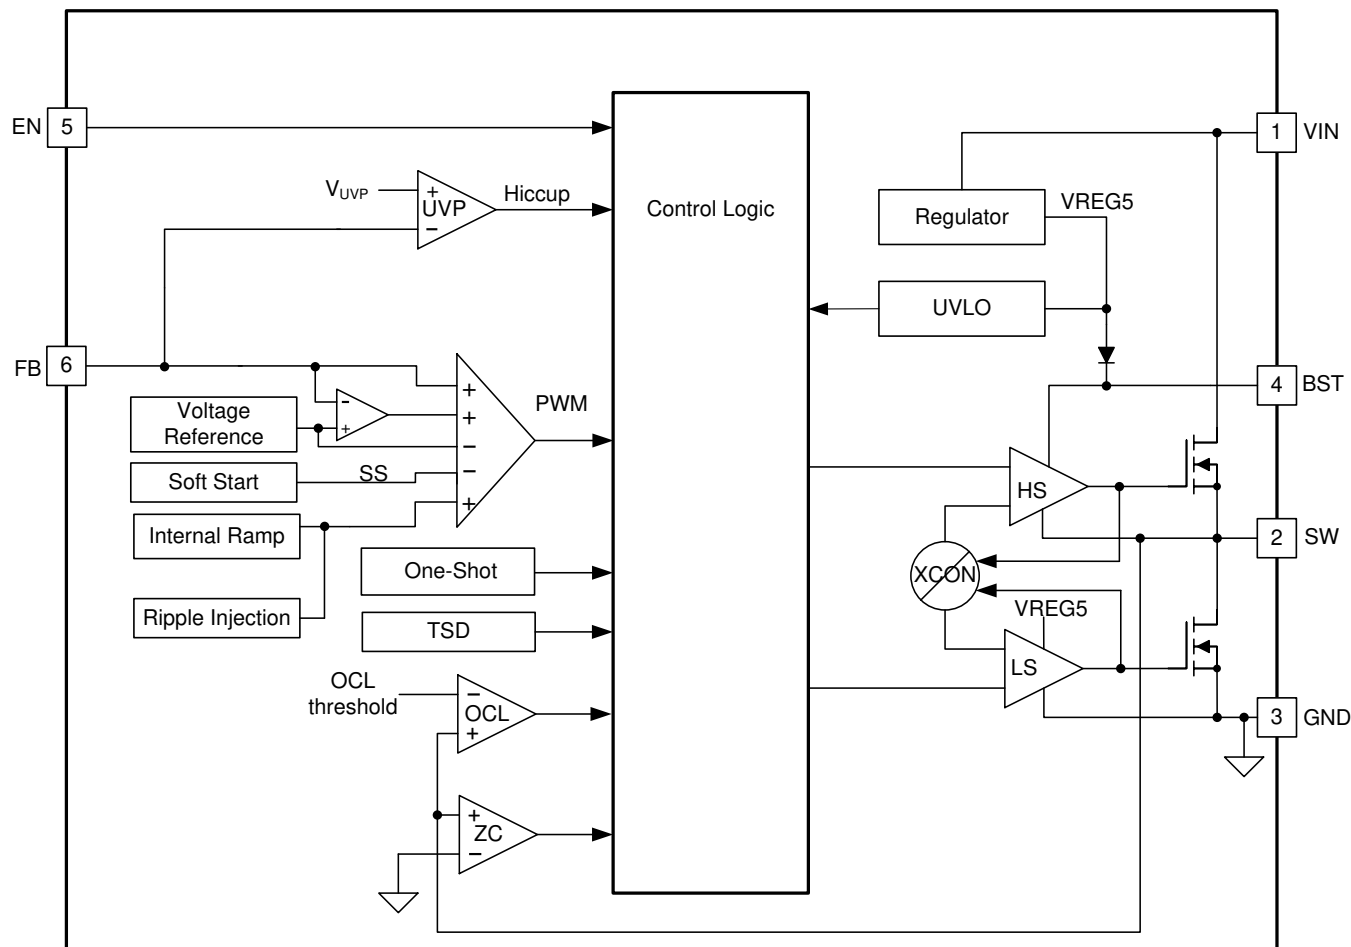 EN
5
1
VIN
VUVP
+
UVP
−
Hiccup
Control Logic
Regulator
VREG5
UVLO
FB
6
4
BST
Voltage
Reference
-
+
+
+
−
−
+
PWM
Soft Start
SS
Internal Ramp
Ripple Injection
One-Shot
TSD
HS
2
SW
XCON
VREG5
LS
OCL
threshold
−
OCL
+
3
GND
+
ZC
−